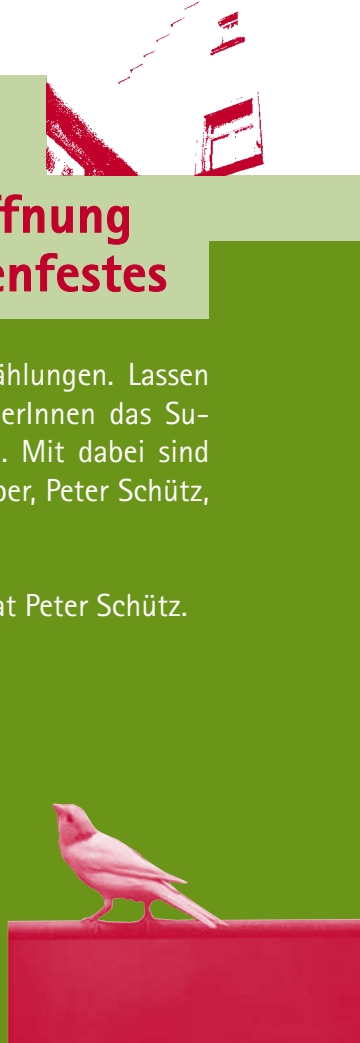 ffnung
enfestes
ählungen. Lassen
erInnen das Su-
. Mit dabei sind
ber, Peter Schütz,
at Peter Schütz.